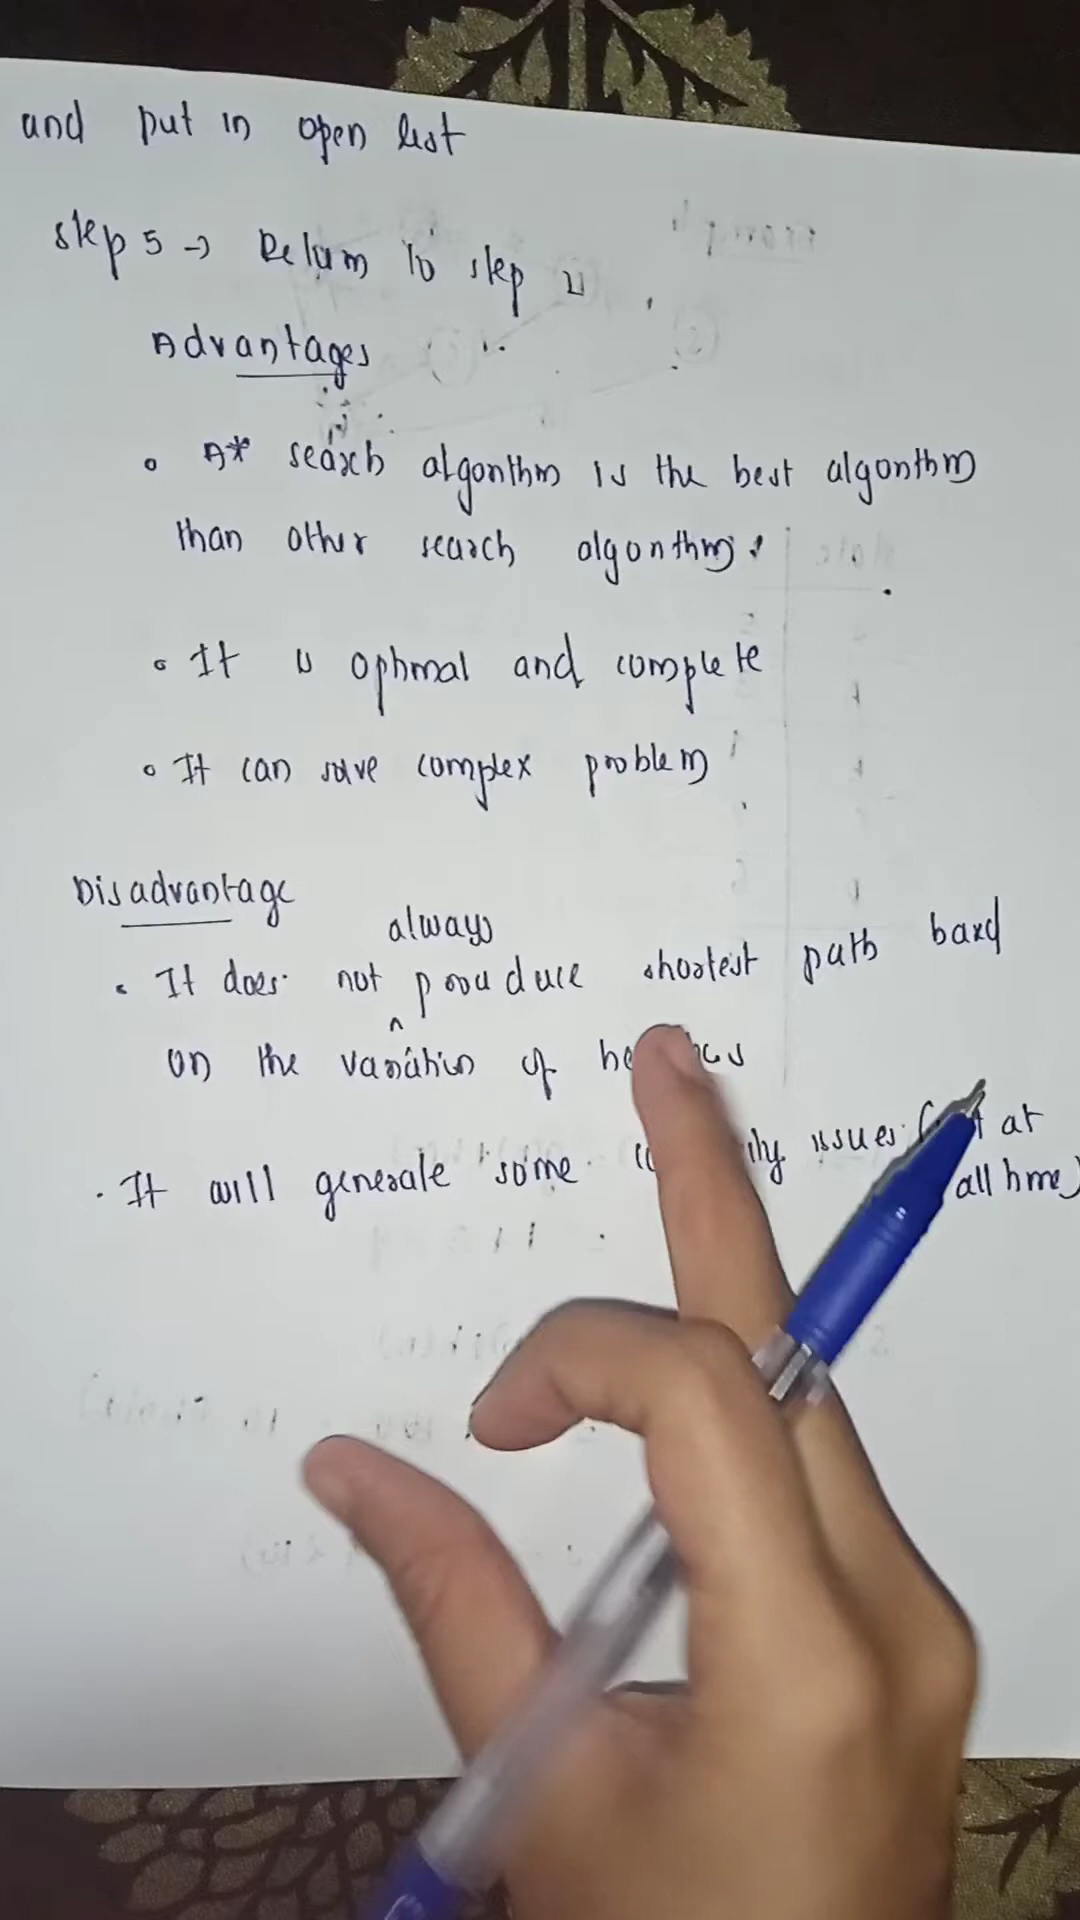 and put in open list
step 5 → Return to step 2.
Advantages
• A* search algorithm is the best algorithm
than other search algorithm.
• It is optimal and complete
• It can solve complex problem
Disadvantage
always
• It does not produce shortest path based
on the variation of
• It will generate some issues at
all time)